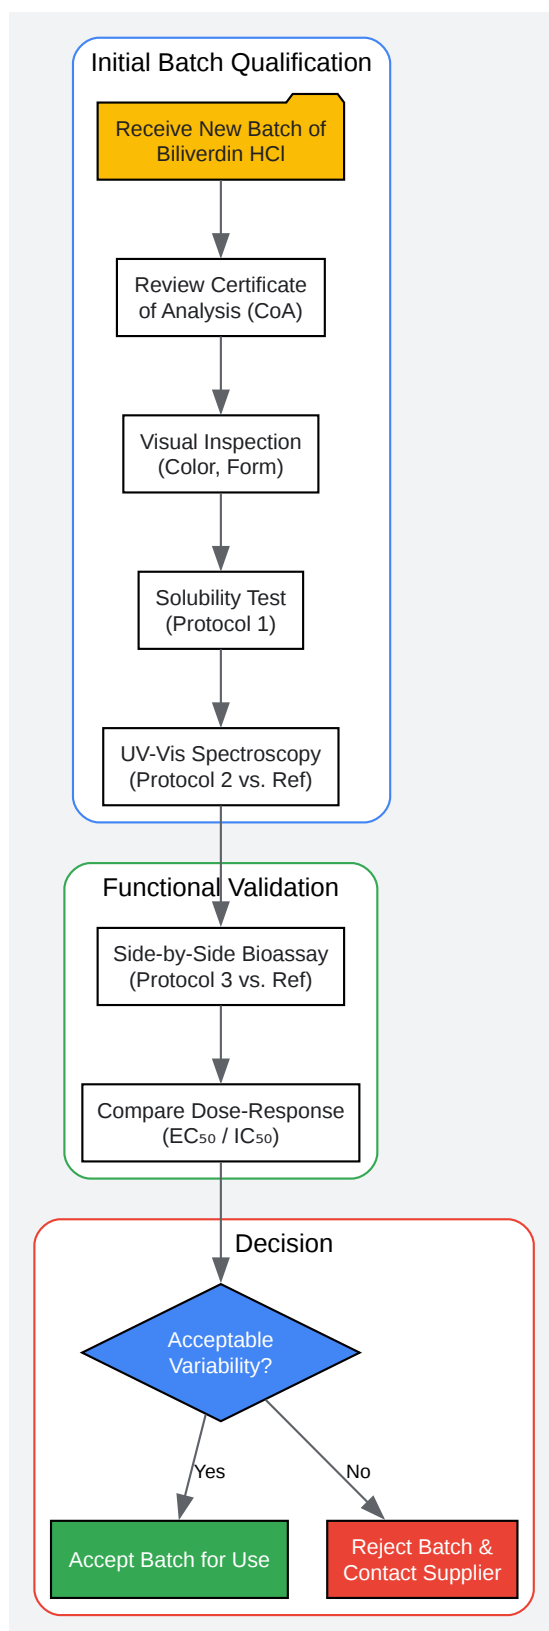 Initial Batch Qualification
Receive New Batch of
Biliverdin HCl
Review Certificate
of Analysis (CoA)
Visual Inspection
(Color, Form)
Solubility Test
(Protocol 1)
UV-Vis Spectroscopy
(Protocol 2 vs. Ref)
Functional Validation
Side-by-Side Bioassay
(Protocol 3 vs. Ref)
Compare Dose-Response
(EC₅₀ / IC₅₀)
Decision
Acceptable
Variability?
Yes
No
Accept Batch for Use
Reject Batch &
Contact Supplier